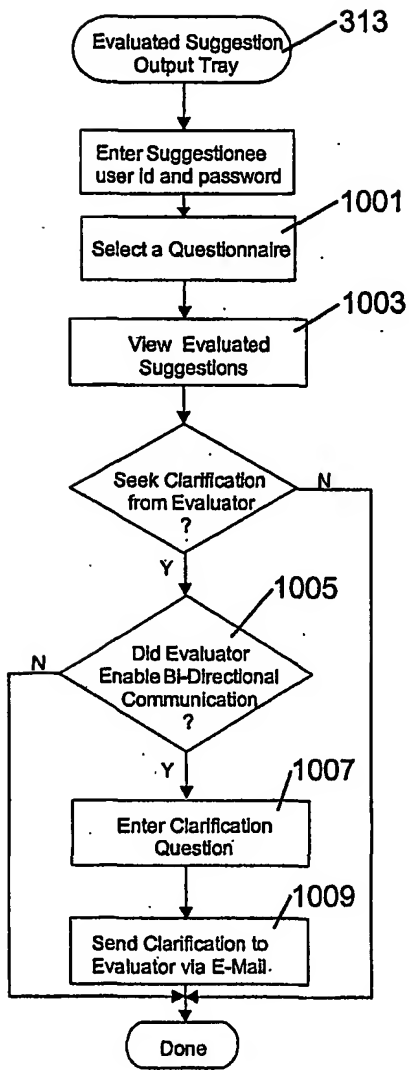 313
Evaluated Suggestion
Output Tray
Enter Suggestionee
user id and password
1001
Select a Questionnaire
1003
View Evaluated
Suggestions
Seek Clarification
from Evaluator
?
N
Y
1005
Did Evaluator
Enable Bi-Directional
Communication
?
N
Y
1007
Enter Clarification
Question
1009
Send Clarification to
Evaluator via E-Mail.
Done